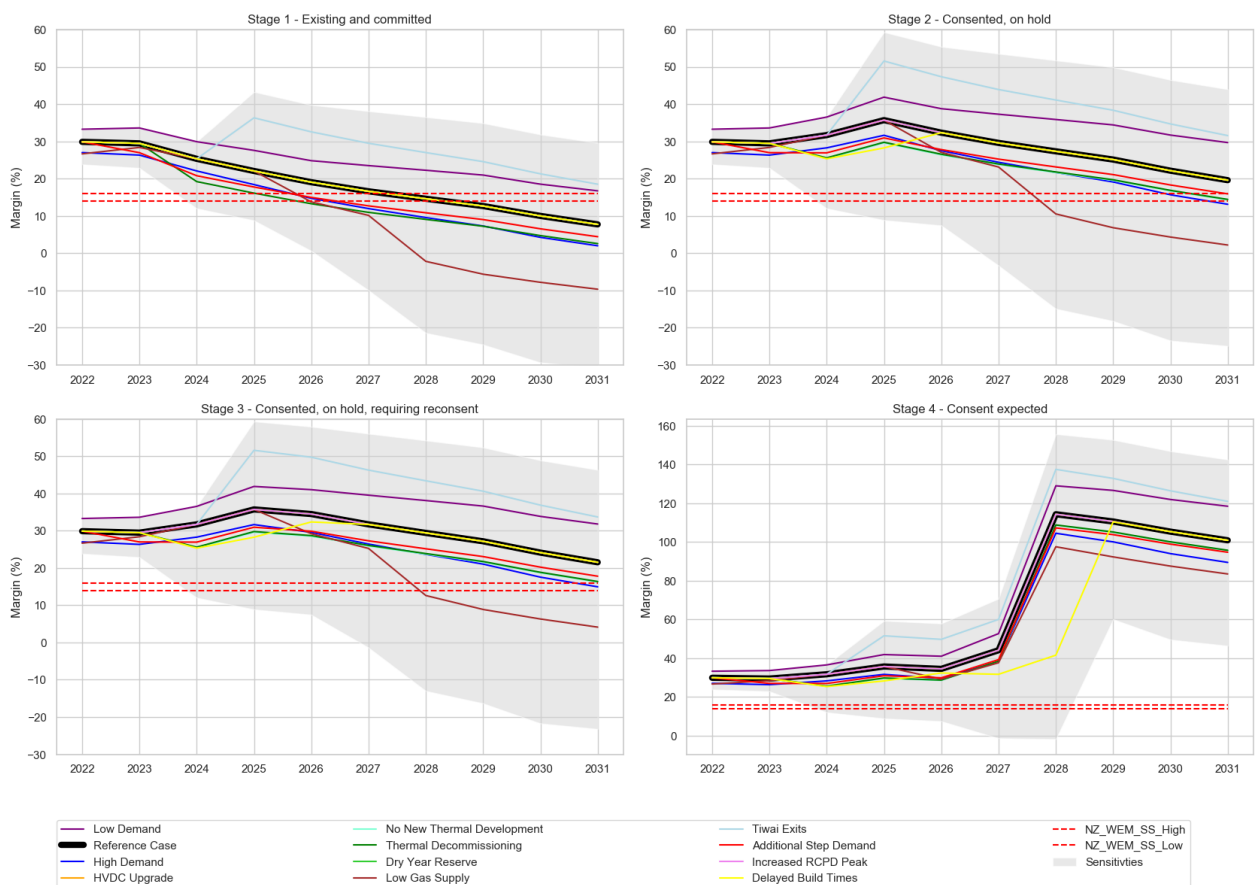 Stage 1 - Existing and committed
Margin (%)
60
50
40
30
20
10
0
−10
−20
−30
2022 2023 2024 2025 2026 2027 2028 2029 2030 2031
Stage 2 - Consented, on hold
Margin (%)
60
50
40
30
20
10
0
−10
−20
−30
2022 2023 2024 2025 2026 2027 2028 2029 2030 2031
Stage 3 - Consented, on hold, requiring reconsent
Margin (%)
60
50
40
30
20
10
0
−10
−20
−30
2022 2023 2024 2025 2026 2027 2028 2029 2030 2031
Stage 4 - Consent expected
Margin (%)
160
140
120
100
80
60
40
20
0
2022 2023 2024 2025 2026 2027 2028 2029 2030 2031
Low Demand
Reference Case
High Demand
HVDC Upgrade
No New Thermal Development
Thermal Decommissioning
Dry Year Reserve
Low Gas Supply
Tiwai Exits
Additional Step Demand
Increased RCPD Peak
Delayed Build Times
NZ_WEM_SS_High
NZ_WEM_SS_Low
Sensitivties